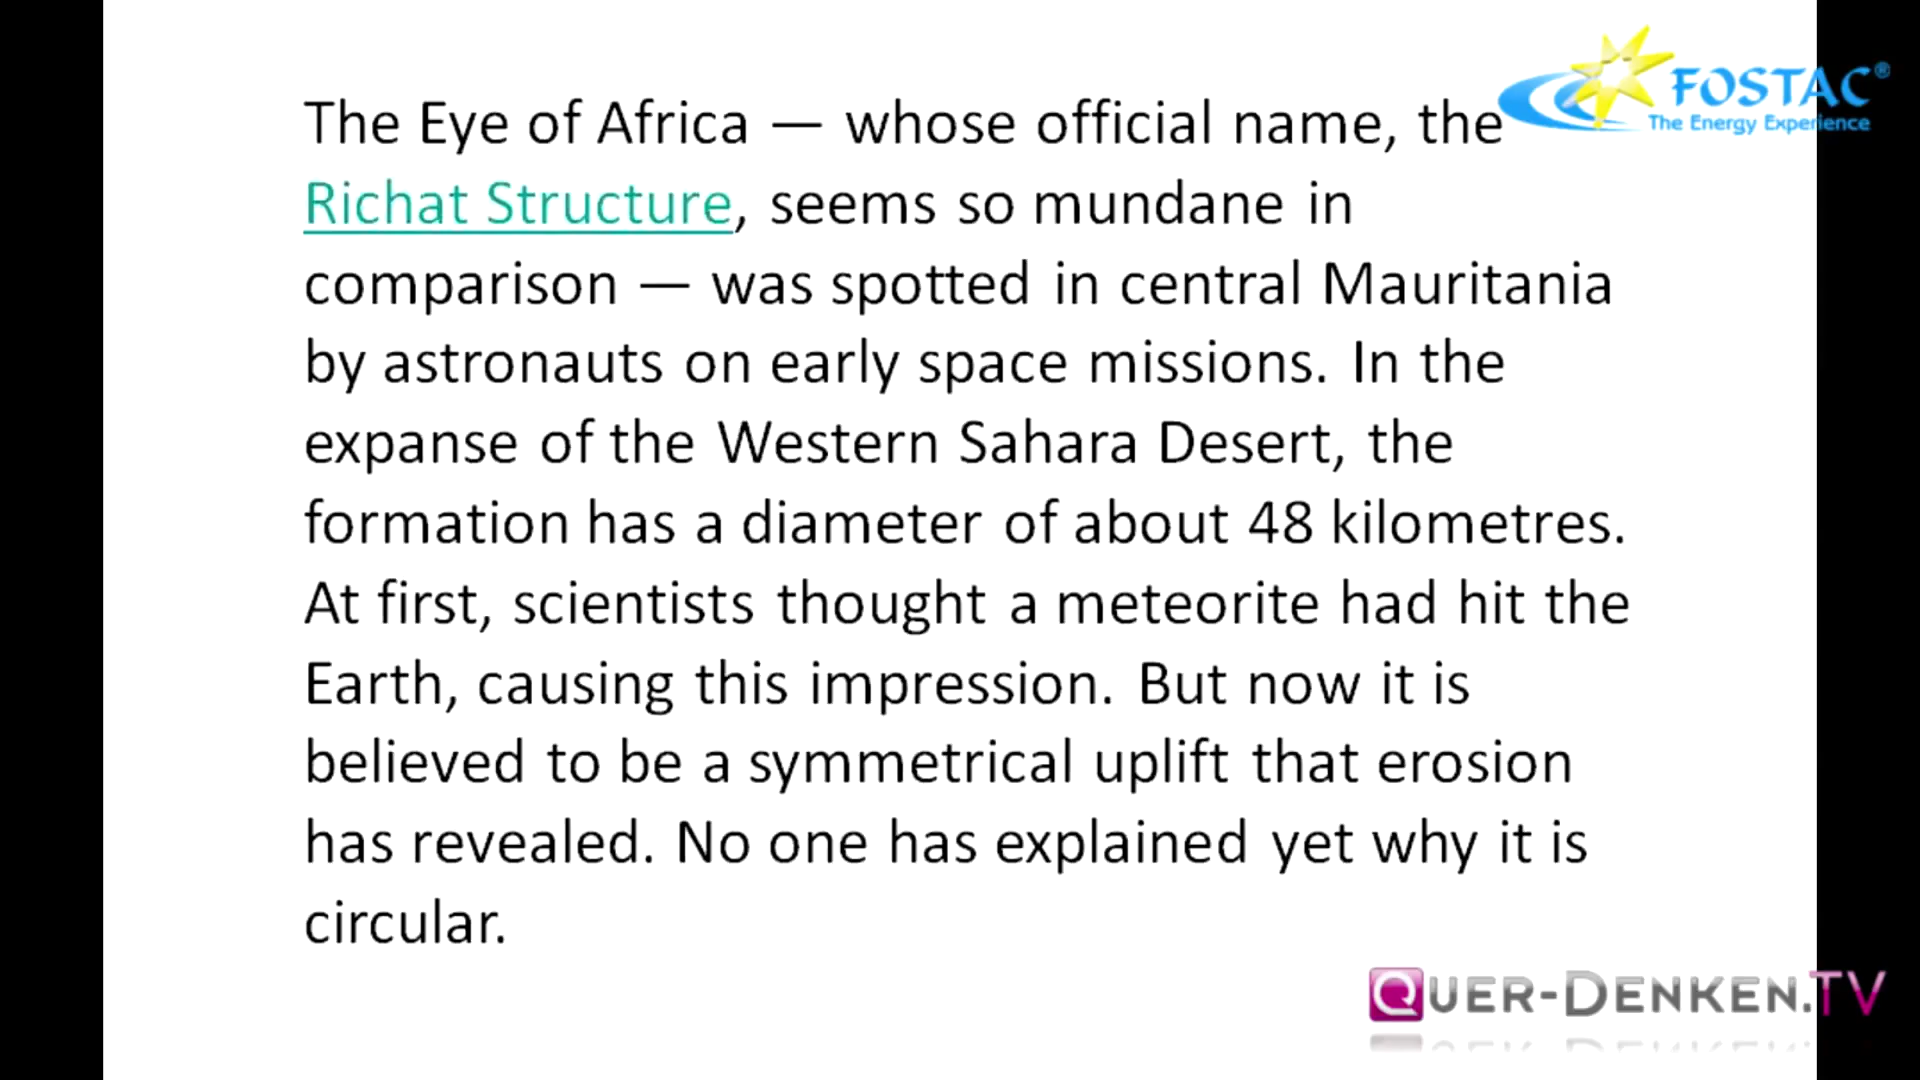 FOSTAC®
The Energy Experience
The Eye of Africa — whose official name, the
Richat Structure, seems so mundane in
comparison — was spotted in central Mauritania
by astronauts on early space missions. In the
expanse of the Western Sahara Desert, the
formation has a diameter of about 48 kilometres.
At first, scientists thought a meteorite had hit the
Earth, causing this impression. But now it is
believed to be a symmetrical uplift that erosion
has revealed. No one has explained yet why it is
circular.
QUER-DENKEN.TV